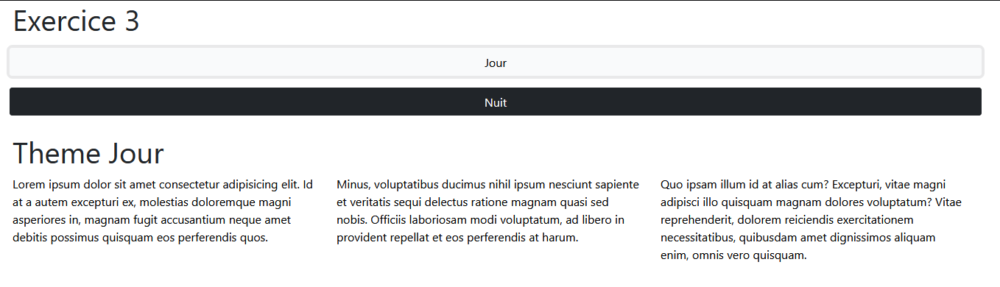 Exercice 3
Jour
Nuit
Theme Jour
Lorem ipsum dolor sit amet consectetur adipisicing elit. Id
at a autem excepturi ex, molestias doloremque magni
asperiores in, magnam fugit accusantium neque amet
debitis possimus quisquam eos perferendis quos.
Minus, voluptatibus ducimus nihil ipsum nesciunt sapiente
et veritatis sequi delectus ratione magnam quasi sed
nobis. Officiis laboriosam modi voluptatum, ad libero in
provident repellat et eos perferendis at harum.
Quo ipsam illum id at alias cum? Excepturi, vitae magni
adipisci illo quisquam magnam dolores voluptatum? Vitae
reprehenderit, dolorem reiciendis exercitationem
necessitatibus, quibusdam amet dignissimos aliquam
enim, omnis vero quisquam.